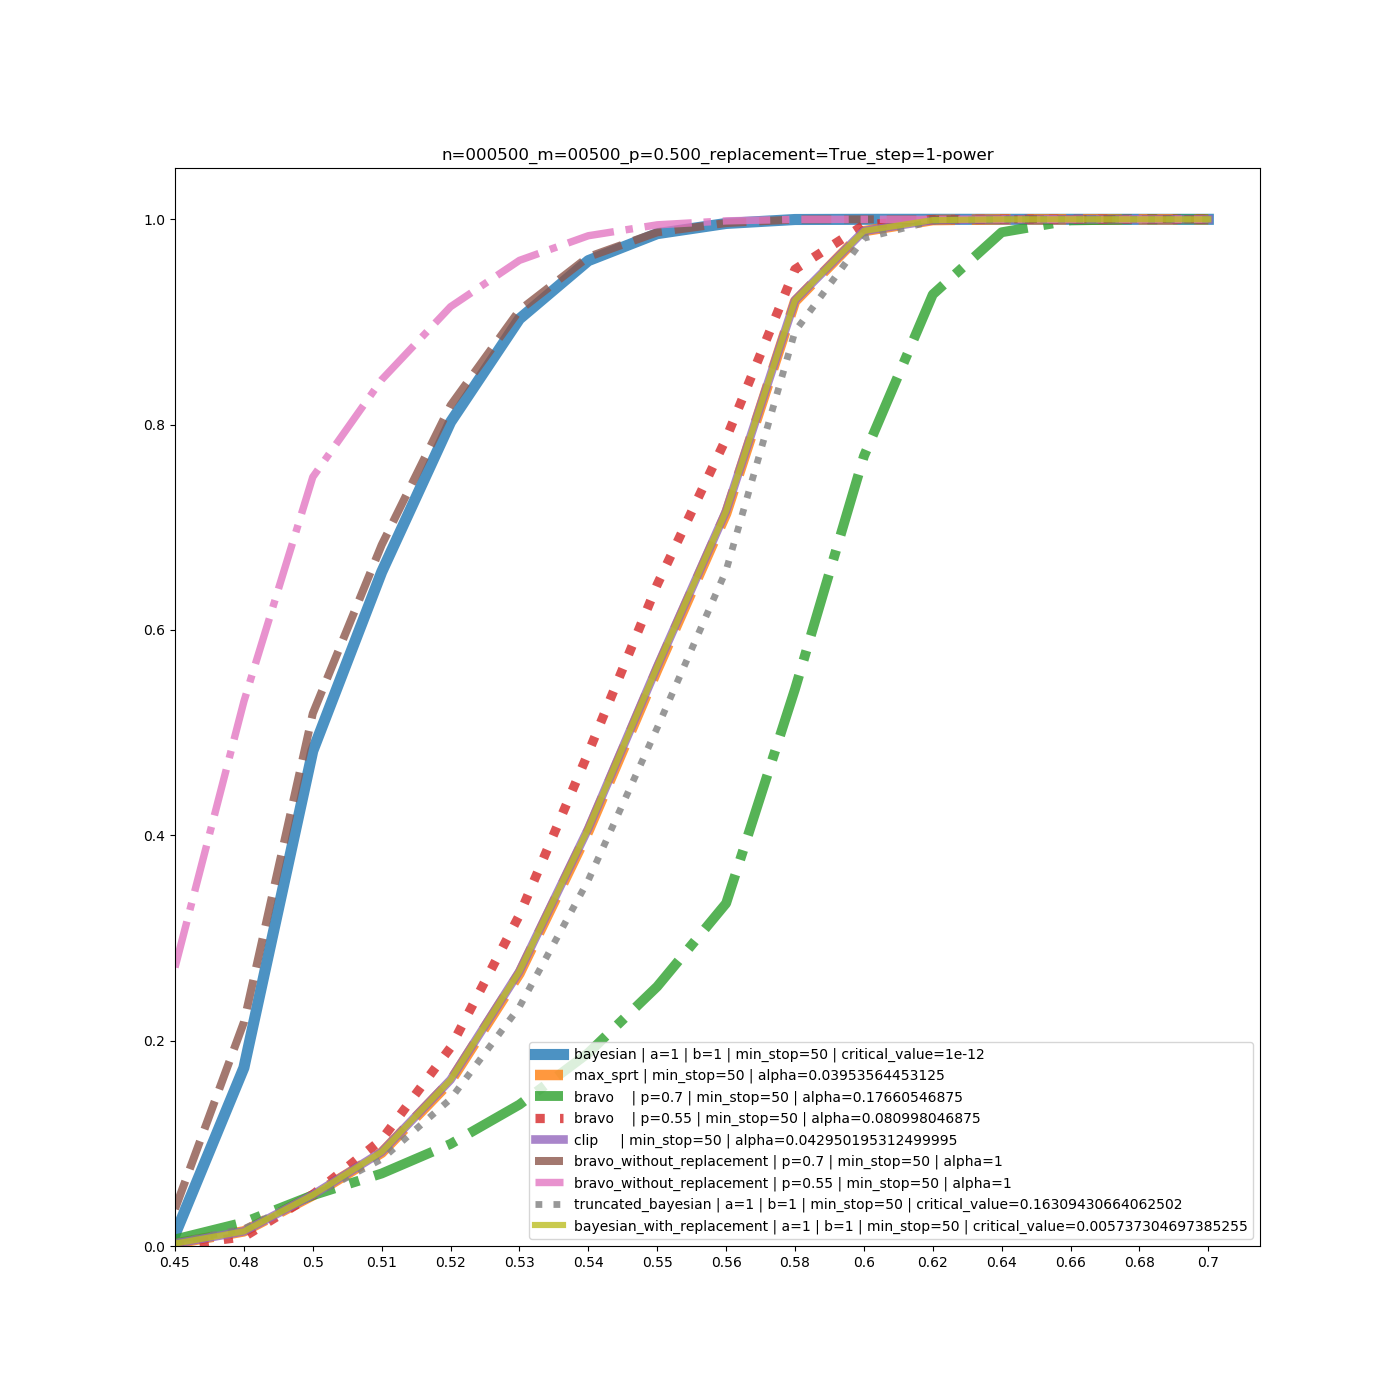 n=000500_m=00500_p=0.500_replacement=True_step=1-power
1.0
0.8
0.6
0.4
0.2
0.0
bayesian | a=1 | b=1 | min_stop=50 | critical_value=1e-12
max_sprt | min_stop=50 | alpha=0.03953564453125
bravo    | p=0.7 | min_stop=50 | alpha=0.17660546875
bravo    | p=0.55 | min_stop=50 | alpha=0.080998046875
clip     | min_stop=50 | alpha=0.042950195312499995
bravo_without_replacement | p=0.7 | min_stop=50 | alpha=1
bravo_without_replacement | p=0.55 | min_stop=50 | alpha=1
truncated_bayesian | a=1 | b=1 | min_stop=50 | critical_value=0.16309430664062502
bayesian_with_replacement | a=1 | b=1 | min_stop=50 | critical_value=0.005737304697385255
0.45 0.48 0.5 0.51 0.52 0.53 0.54 0.55 0.56 0.58 0.6 0.62 0.64 0.66 0.68 0.7